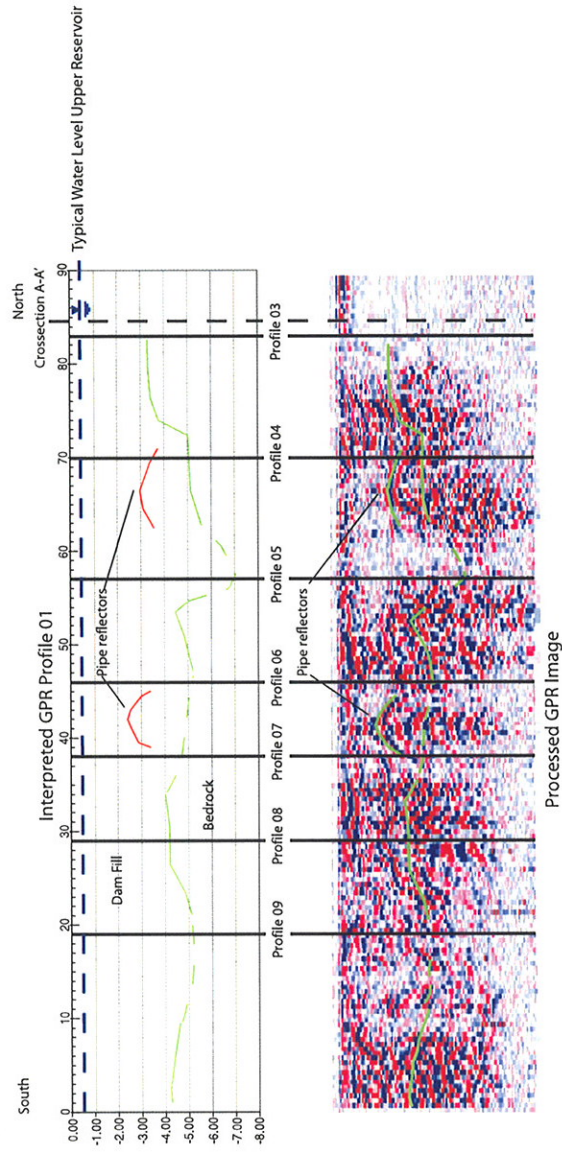 Interpreted GPR Profile 01
South
North
Crossection A-A'
0
10
20
30
40
50
60
70
80
90
Typical Water Level Upper Reservoir
0.00
-1.00
-2.00
-3.00
-4.00
-5.00
-6.00
-7.00
-8.00
Dam Fill
Bedrock
Pipe reflectors
Profile 09
Profile 08
Profile 07
Profile 06
Profile 05
Profile 04
Profile 03
Pipe reflectors
Processed GPR Image